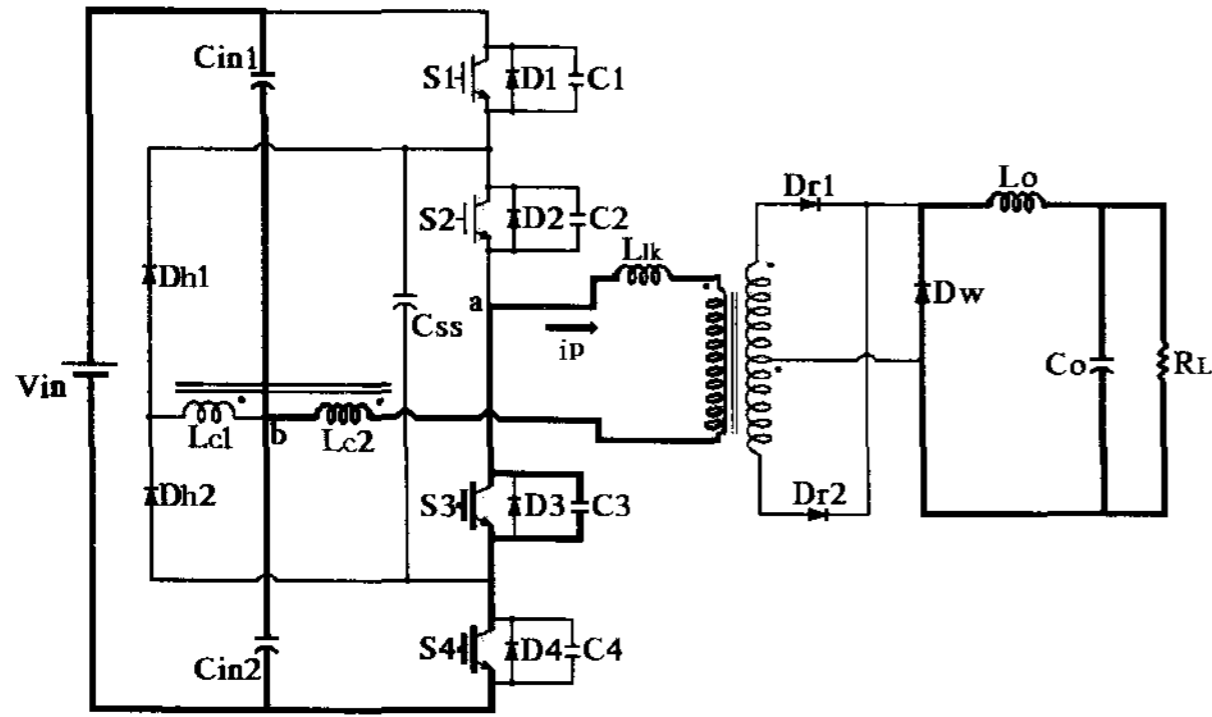 Cin1
S1
D1
C1
S2
D2
C2
Dr1
Lo
Llk
Dh1
a
Css
iP
Dw
Vin
Co
RL
Lc1
b
Lc2
Dh2
S3
D3
C3
Dr2
S4
D4
C4
Cin2